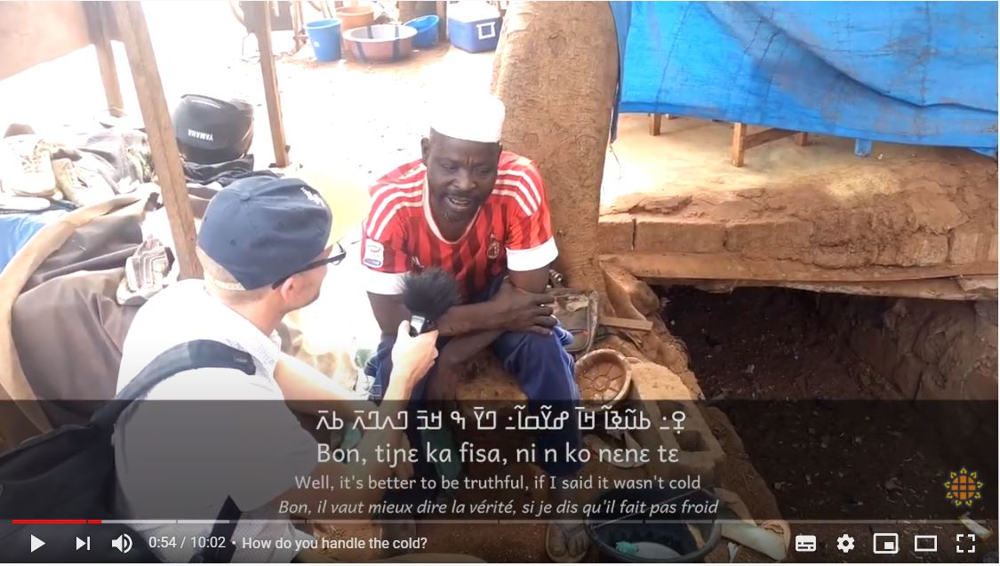 YAMAHA
Bon, tiɲɛ ka fisa, ni n ko nɛnɛ tɛ
Well, it's better to be truthful, if I said it wasn't cold
Bon, il vaut mieux dire la vérité, si je dis qu'il fait pas froid
0:54 / 10:02 • How do you handle the cold?